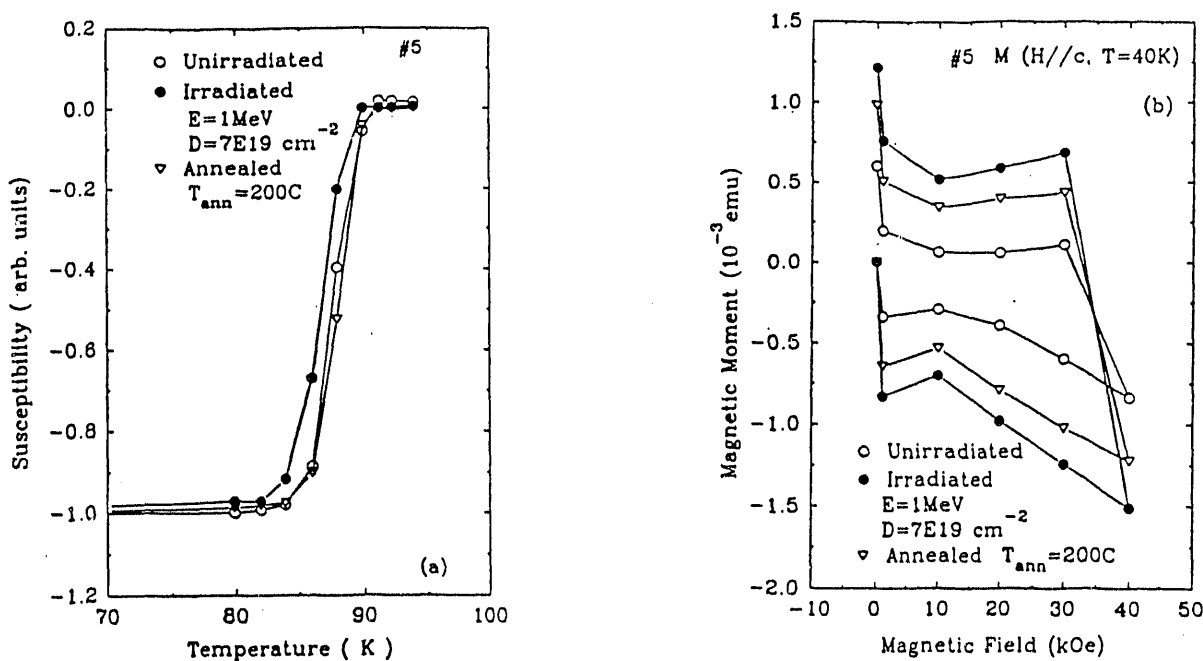 0.2
0.0
-0.2
-0.4
-0.6
-0.8
-1.0
-1.2
70
80
90
100
Susceptibility ( arb. units)
Temperature ( K )
#5
Unirradiated
Irradiated
E=1MeV
D=7E19 cm-2
Annealed
Tann=200C
(a)
1.5
1.0
0.5
0.0
-0.5
-1.0
-1.5
-2.0
-10
0
10
20
30
40
50
Magnetic Moment (10-3 emu)
Magnetic Field (kOe)
#5 M (H//c, T=40K)
(b)
Unirradiated
Irradiated
E=1MeV
D=7E19 cm-2
Annealed Tann=200C